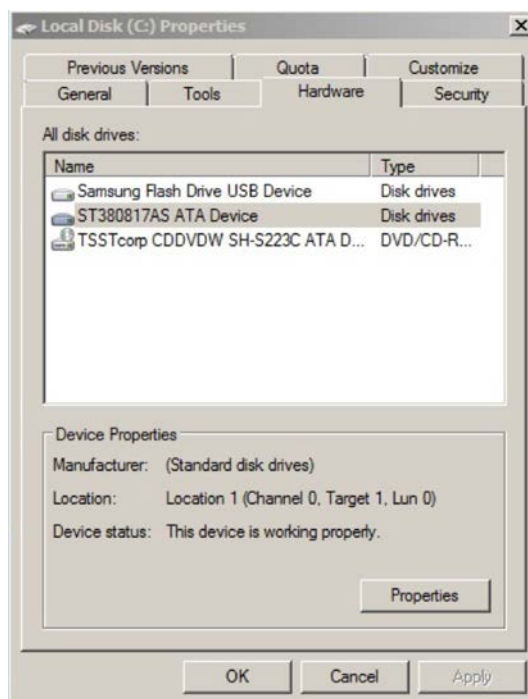 Local Disk (C:) Properties
Previous Versions Quota Customize
General Tools Hardware Security
All disk drives:
Name Type
Samsung Flash Drive USB Device Disk drives
ST380817AS ATA Device Disk drives
TSSTcorp CDDVDW SH-S223C ATA D... DVD/CD-R...
Device Properties
Manufacturer: (Standard disk drives)
Location: Location 1 (Channel 0, Target 1, Lun 0)
Device status: This device is working properly.
Properties
OK Cancel Apply